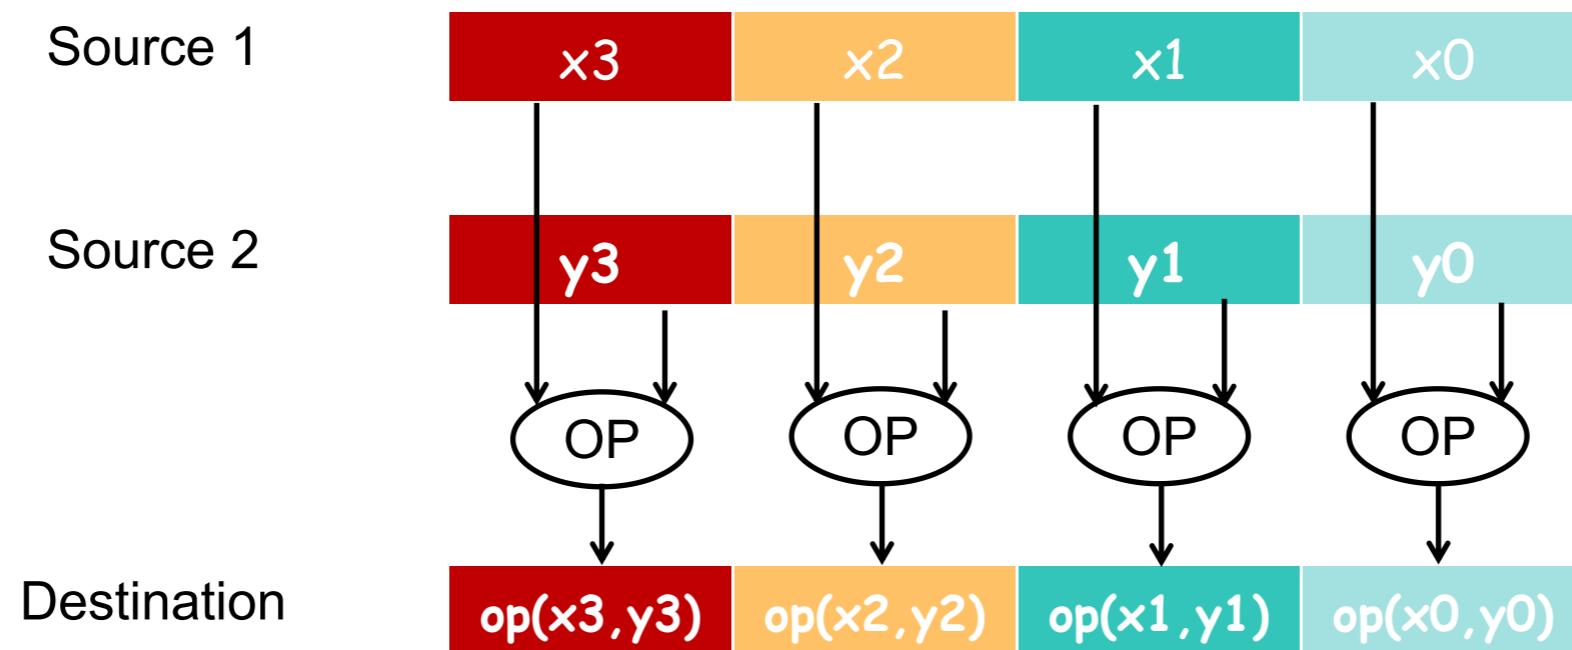 Source 1 x3 x2 x1 x0
Source 2 y3 y2 y1 y0
OP OP OP OP
Destination op(x3,y3) op(x2,y2) op(x1,y1) op(x0,y0)